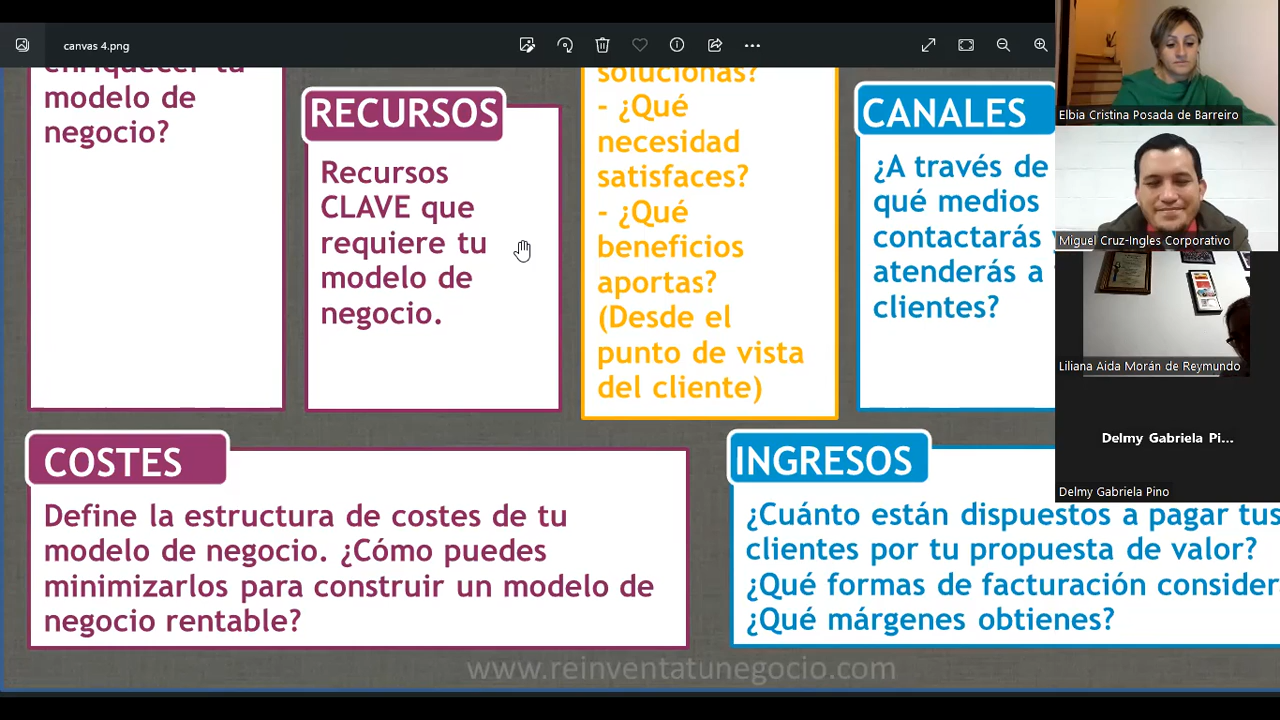 canvas 4.png
modelo de
negocio?
RECURSOS
Recursos
CLAVE que
requiere tu
modelo de
negocio.
solucionas?
- ¿Qué
necesidad
satisfaces?
- ¿Qué
beneficios
aportas?
(Desde el
punto de vista
del cliente)
CANALES
¿A través de
qué medios
contactarás
atenderás a
clientes?
COSTES
Define la estructura de costes de tu
modelo de negocio. ¿Cómo puedes
minimizarlos para construir un modelo de
negocio rentable?
INGRESOS
¿Cuánto están dispuestos a pagar tus
clientes por tu propuesta de valor?
¿Qué formas de facturación consider
¿Qué márgenes obtienes?
www.reinventatunegocio.com
Elbia Cristina Posada de Barreiro
Miguel Cruz-Ingles Corporativo
Liliana Aida Morán de Reymundo
Delmy Gabriela Pi...
Delmy Gabriela Pino